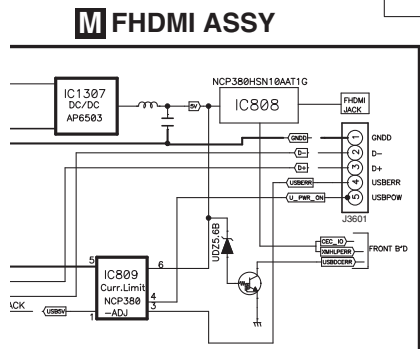 M FHDMI ASSY
NCP380HSN10AAT1G
IC1307
DC/DC
AP6503
5V
IC808
FHDMI
JACK
GNDD
1
GNDD
D-
2
D-
D+
3
D+
USBERR
4
USBERR
U_PWR_ON
5
USBPOW
J3601
UDZ5.6B
CEC_IO
XMHLPERR
USBDCERR
FRONT B'D
5
6
IC809
Curr.Limit
NCP380
-ADJ
4
3
1
ACK
USB5V